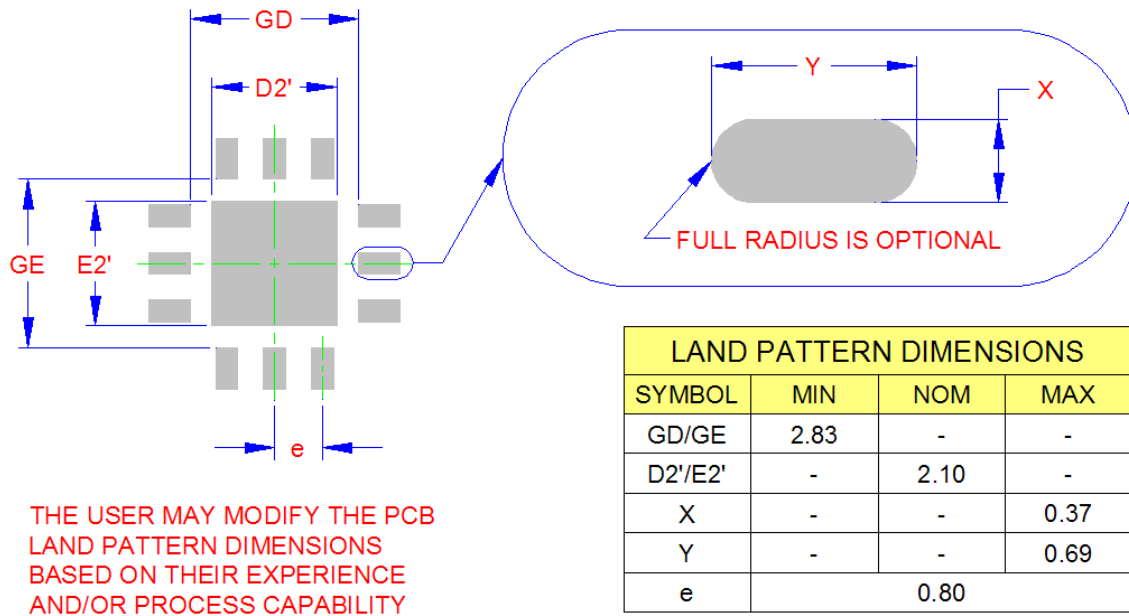 GD
D2'
GE
E2'
e
Y
X
FULL RADIUS IS OPTIONAL
THE USER MAY MODIFY THE PCB
LAND PATTERN DIMENSIONS
BASED ON THEIR EXPERIENCE
AND/OR PROCESS CAPABILITY
LAND PATTERN DIMENSIONS
SYMBOL MIN NOM MAX
GD/GE 2.83 - -
D2'/E2' - 2.10 -
X - - 0.37
Y - - 0.69
e 0.80